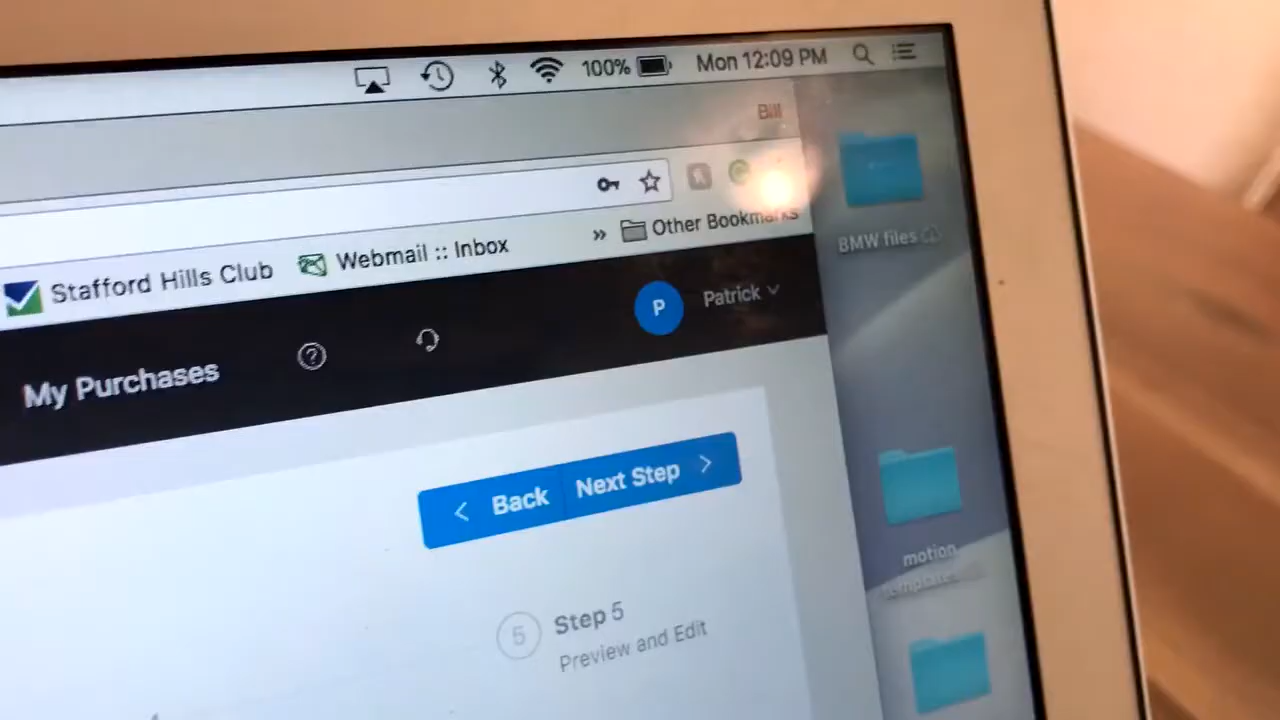 100% Mon 12:09 PM
Bill
Other Bookmarks
Stafford Hills Club Webmail :: Inbox
BMW files
P Patrick
My Purchases
Back Next Step
motion
5 Step 5
Preview and Edit